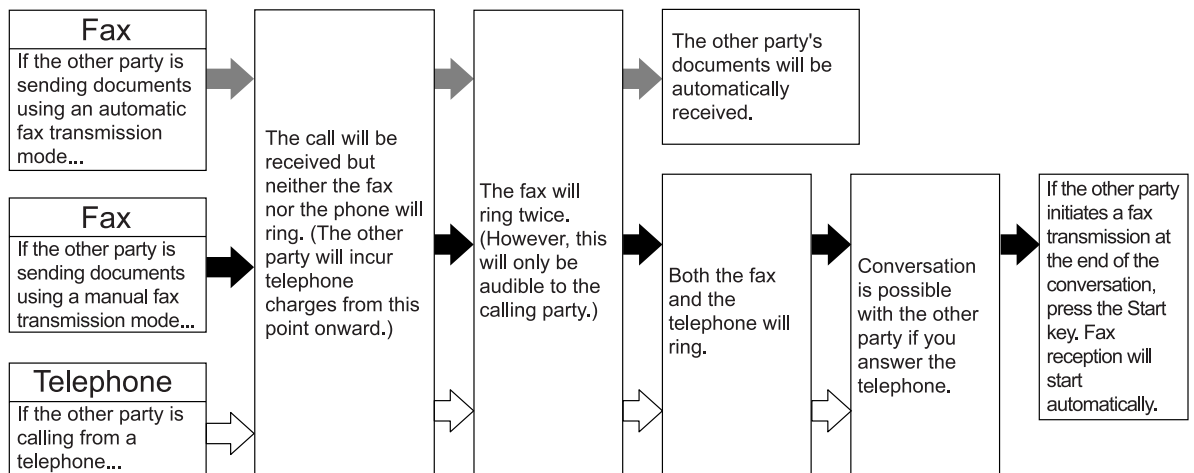 Fax
If the other party is
sending documents
using an automatic
fax transmission
mode...
Fax
If the other party is
sending documents
using a manual fax
transmission mode...
Telephone
If the other party is
calling from a
telephone...
The call will be
received but
neither the fax
nor the phone will
ring. (The other
party will incur
telephone
charges from this
point onward.)
The fax will
ring twice.
(However, this
will only be
audible to the
calling party.)
The other party's
documents will be
automatically
received.
Both the fax
and the
telephone will
ring.
Conversation
is possible
with the other
party if you
answer the
telephone.
If the other party
initiates a fax
transmission at
the end of the
conversation,
press the Start
key. Fax
reception will
start
automatically.